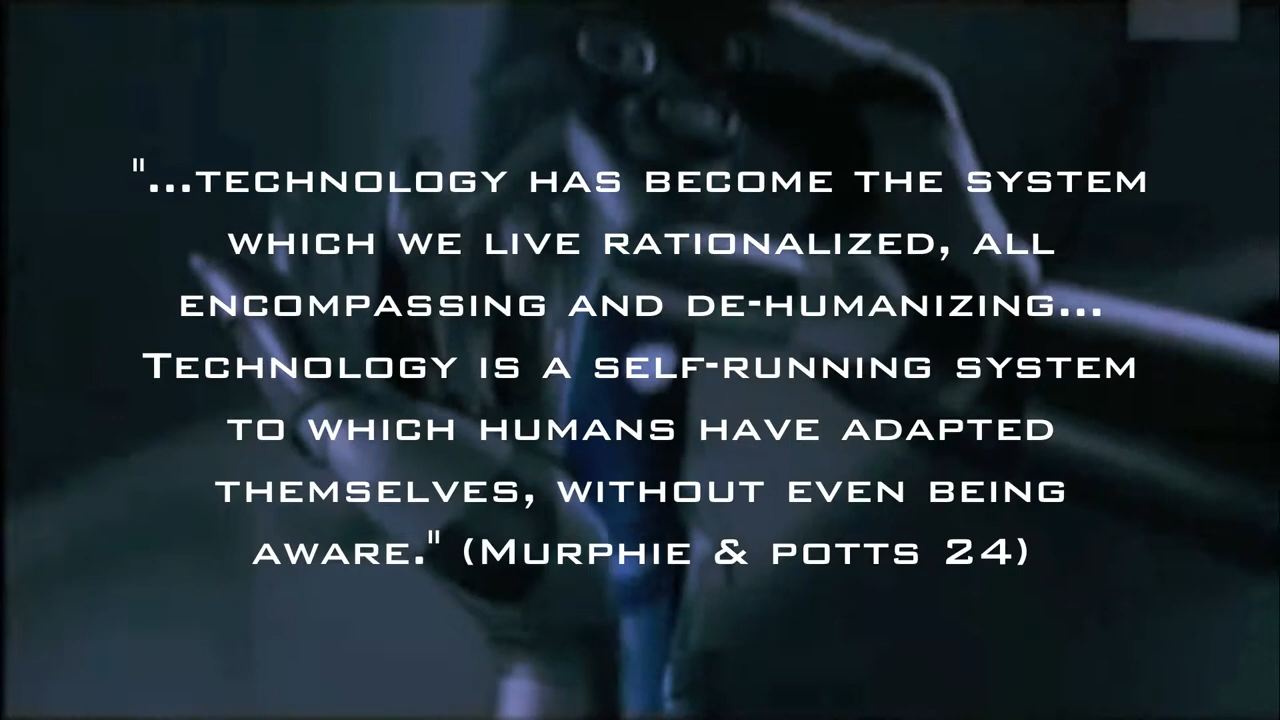 "...TECHNOLOGY HAS BECOME THE SYSTEM
WHICH WE LIVE RATIONALIZED, ALL
ENCOMPASSING AND DE-HUMANIZING...
TECHNOLOGY IS A SELF-RUNNING SYSTEM
TO WHICH HUMANS HAVE ADAPTED
THEMSELVES, WITHOUT EVEN BEING
AWARE." (MURPHIE & POTTS 24)